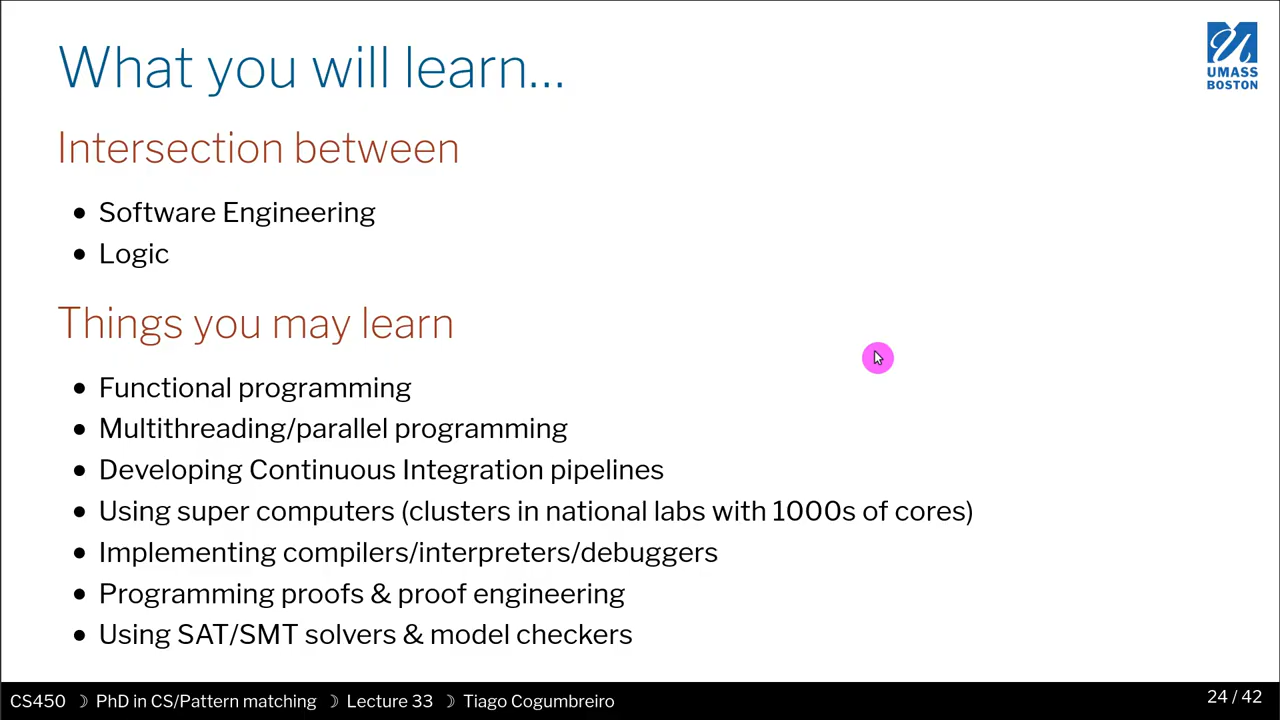 What you will learn...
UMASS
BOSTON
Intersection between
• Software Engineering
• Logic
Things you may learn
• Functional programming
• Multithreading/parallel programming
• Developing Continuous Integration pipelines
• Using super computers (clusters in national labs with 1000s of cores)
• Implementing compilers/interpreters/debuggers
• Programming proofs & proof engineering
• Using SAT/SMT solvers & model checkers
CS450 ☽ PhD in CS/Pattern matching ☽ Lecture 33 ☽ Tiago Cogumbreiro
24 / 42